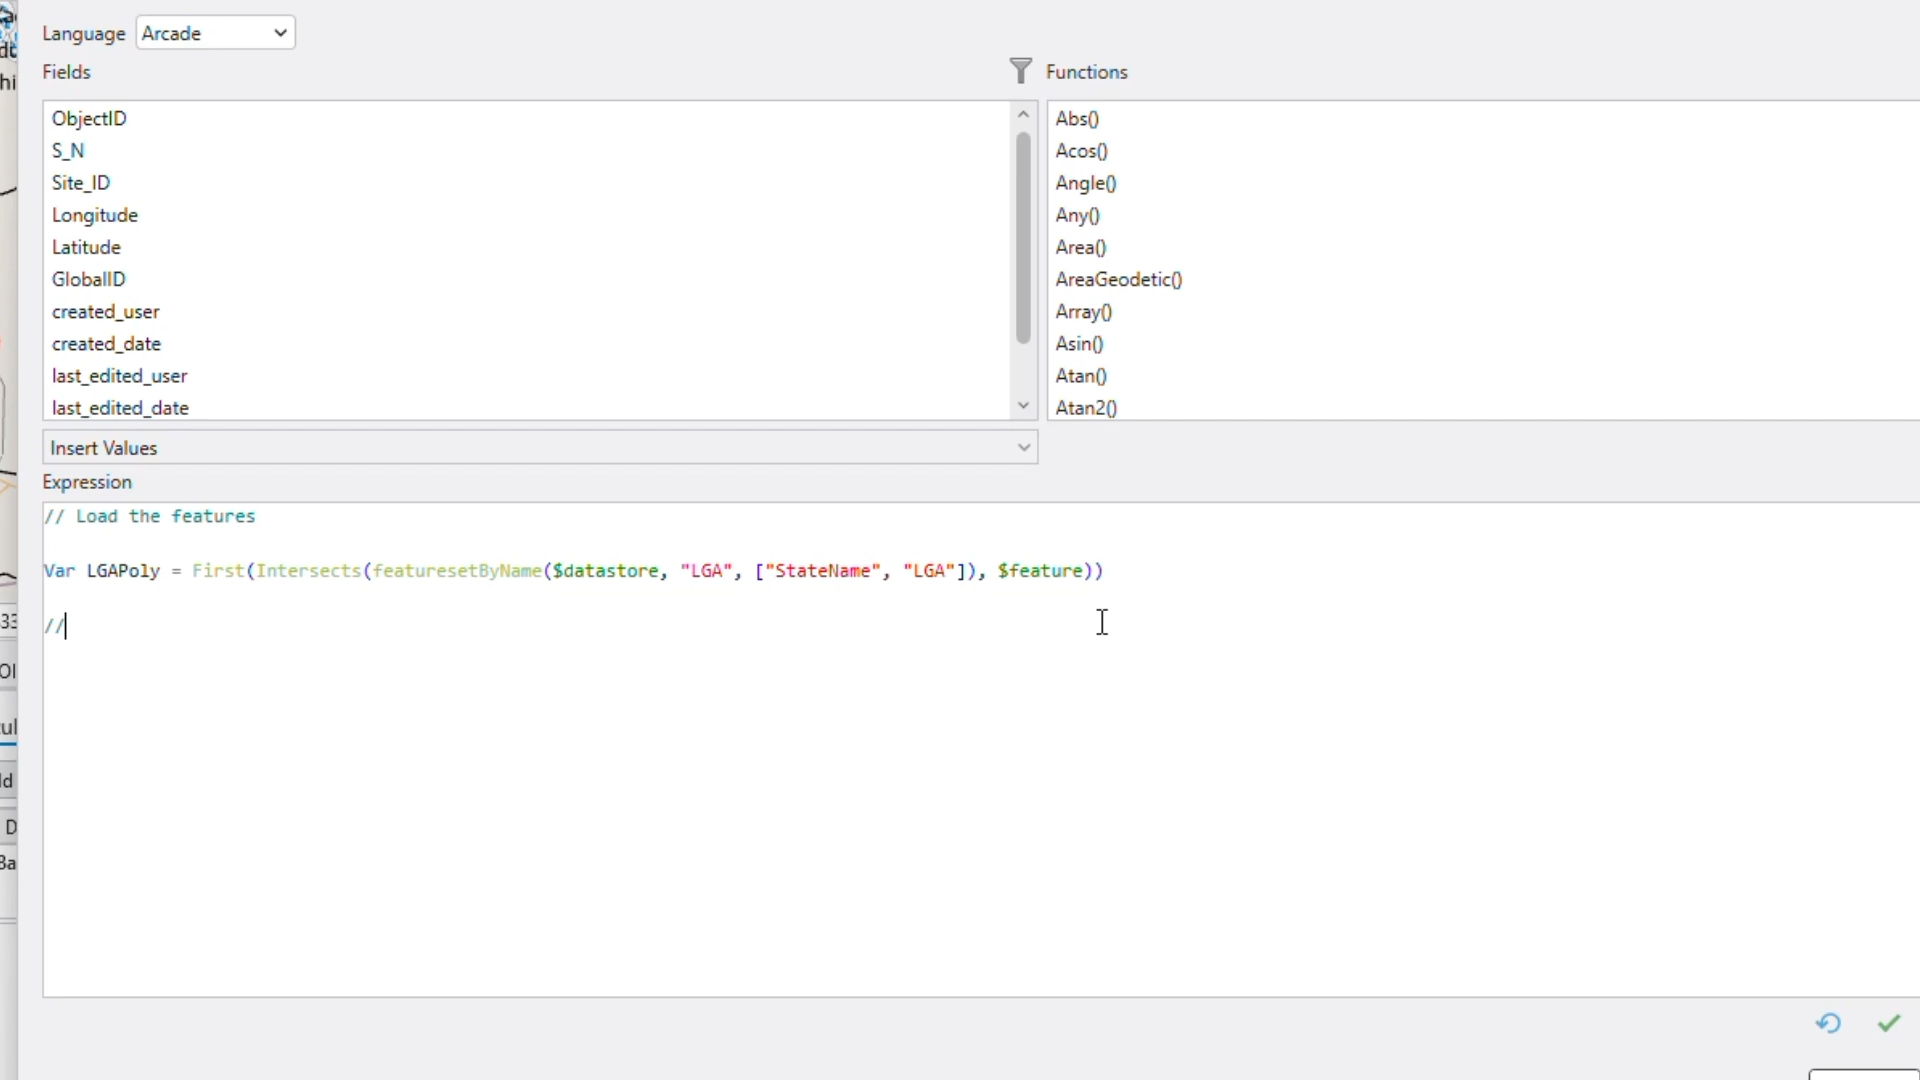 Language Arcade
Fields
Functions
ObjectID
S_N
Site_ID
Longitude
Latitude
GlobalID
created_user
created_date
last_edited_user
last_edited_date
Abs()
Acos()
Angle()
Any()
Area()
AreaGeodetic()
Array()
Asin()
Atan()
Atan2()
Insert Values
Expression
// Load the features
Var LGAPoly = First(Intersects(featuresetByName($datastore, "LGA", ["StateName", "LGA"]), $feature))
//